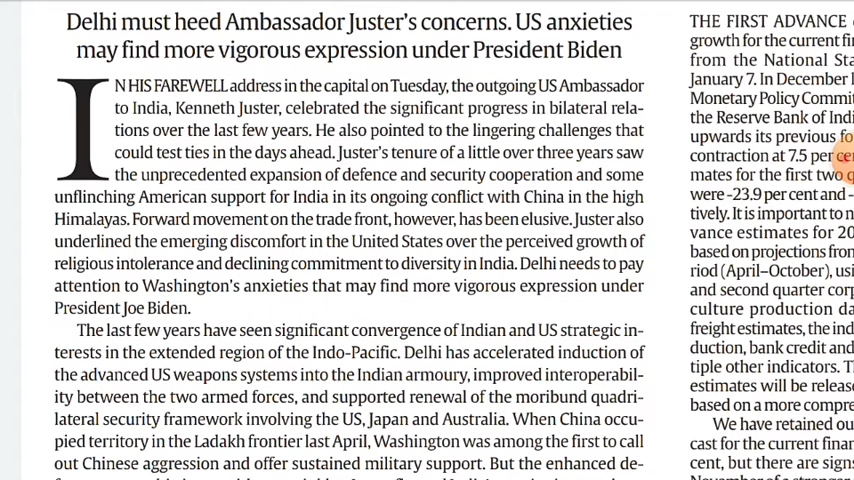 Delhi must heed Ambassador Juster's concerns. US anxieties
may find more vigorous expression under President Biden
IN HIS FAREWELL address in the capital on Tuesday, the outgoing US Ambassador
to India, Kenneth Juster, celebrated the significant progress in bilateral rela-
tions over the last few years. He also pointed to the lingering challenges that
could test ties in the days ahead. Juster's tenure of a little over three years saw
the unprecedented expansion of defence and security cooperation and some
unflinching American support for India in its ongoing conflict with China in the high
Himalayas. Forward movement on the trade front, however, has been elusive. Juster also
underlined the emerging discomfort in the United States over the perceived growth of
religious intolerance and declining commitment to diversity in India. Delhi needs to pay
attention to Washington's anxieties that may find more vigorous expression under
President Joe Biden.
The last few years have seen significant convergence of Indian and US strategic in-
terests in the extended region of the Indo-Pacific. Delhi has accelerated induction of
the advanced US weapons systems into the Indian armoury, improved interoperabil-
ity between the two armed forces, and supported renewal of the moribund quadri-
lateral security framework involving the US, Japan and Australia. When China occu-
pied territory in the Ladakh frontier last April, Washington was among the first to call
out Chinese aggression and offer sustained military support. But the enhanced de-
THE FIRST ADVANCE
growth for the current fi
from the National Sta
January 7. In December
Monetary Policy Commi
the Reserve Bank of Indi
upwards its previous fo
contraction at 7.5 per ce
mates for the first two
were -23.9 per cent and -
tively. It is important to n
vance estimates for 20
based on projections fron
riod (April–October), usi
and second quarter corp
culture production da
freight estimates, the ind
duction, bank credit and
tiple other indicators. T
estimates will be releas
based on a more compre
We have retained ou
cast for the current finan
cent, but there are sign